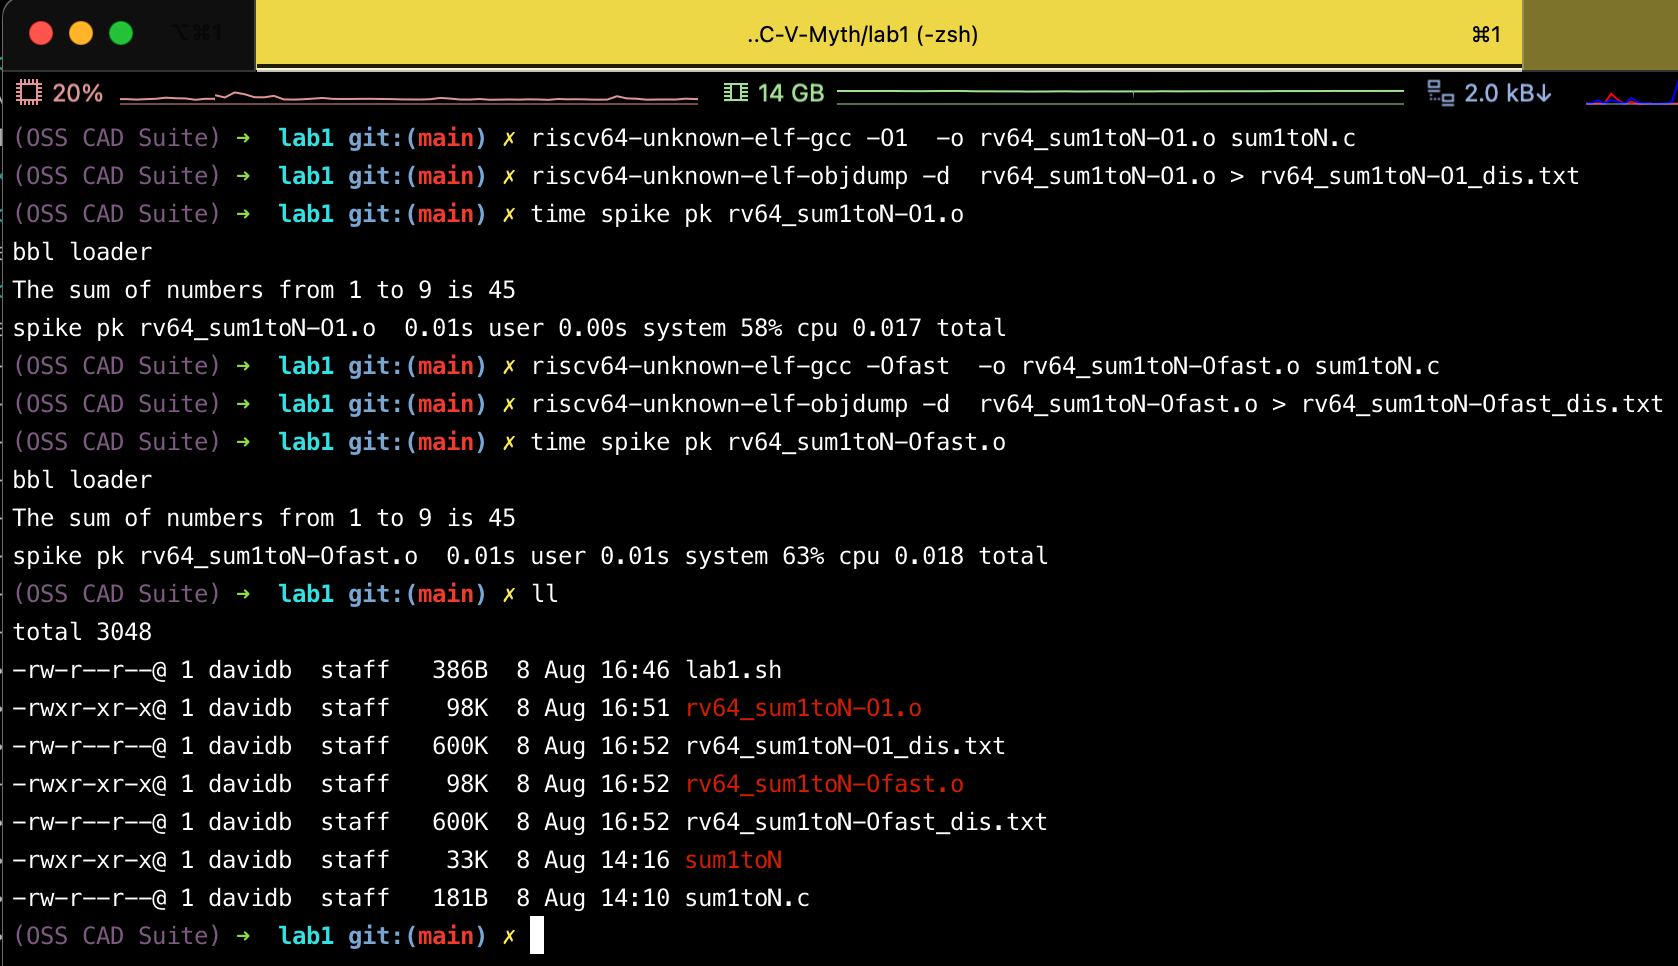 ⌥⌘1 ..C-V-Myth/lab1 (-zsh) ⌘1
20% 14 GB 2.0 kB↓
(OSS CAD Suite) ➜  lab1 git:(main) ✗ riscv64-unknown-elf-gcc -O1  -o rv64_sum1toN-O1.o sum1toN.c
(OSS CAD Suite) ➜  lab1 git:(main) ✗ riscv64-unknown-elf-objdump -d  rv64_sum1toN-O1.o > rv64_sum1toN-O1_dis.txt
(OSS CAD Suite) ➜  lab1 git:(main) ✗ time spike pk rv64_sum1toN-O1.o
bbl loader
The sum of numbers from 1 to 9 is 45
spike pk rv64_sum1toN-O1.o  0.01s user 0.00s system 58% cpu 0.017 total
(OSS CAD Suite) ➜  lab1 git:(main) ✗ riscv64-unknown-elf-gcc -Ofast  -o rv64_sum1toN-Ofast.o sum1toN.c
(OSS CAD Suite) ➜  lab1 git:(main) ✗ riscv64-unknown-elf-objdump -d  rv64_sum1toN-Ofast.o > rv64_sum1toN-Ofast_dis.txt
(OSS CAD Suite) ➜  lab1 git:(main) ✗ time spike pk rv64_sum1toN-Ofast.o
bbl loader
The sum of numbers from 1 to 9 is 45
spike pk rv64_sum1toN-Ofast.o  0.01s user 0.01s system 63% cpu 0.018 total
(OSS CAD Suite) ➜  lab1 git:(main) ✗ ll
total 3048
-rw-r--r--@ 1 davidb  staff   386B  8 Aug 16:46 lab1.sh
-rwxr-xr-x@ 1 davidb  staff    98K  8 Aug 16:51 rv64_sum1toN-O1.o
-rw-r--r--@ 1 davidb  staff   600K  8 Aug 16:52 rv64_sum1toN-O1_dis.txt
-rwxr-xr-x@ 1 davidb  staff    98K  8 Aug 16:52 rv64_sum1toN-Ofast.o
-rw-r--r--@ 1 davidb  staff   600K  8 Aug 16:52 rv64_sum1toN-Ofast_dis.txt
-rwxr-xr-x@ 1 davidb  staff    33K  8 Aug 14:16 sum1toN
-rw-r--r--@ 1 davidb  staff   181B  8 Aug 14:10 sum1toN.c
(OSS CAD Suite) ➜  lab1 git:(main) ✗